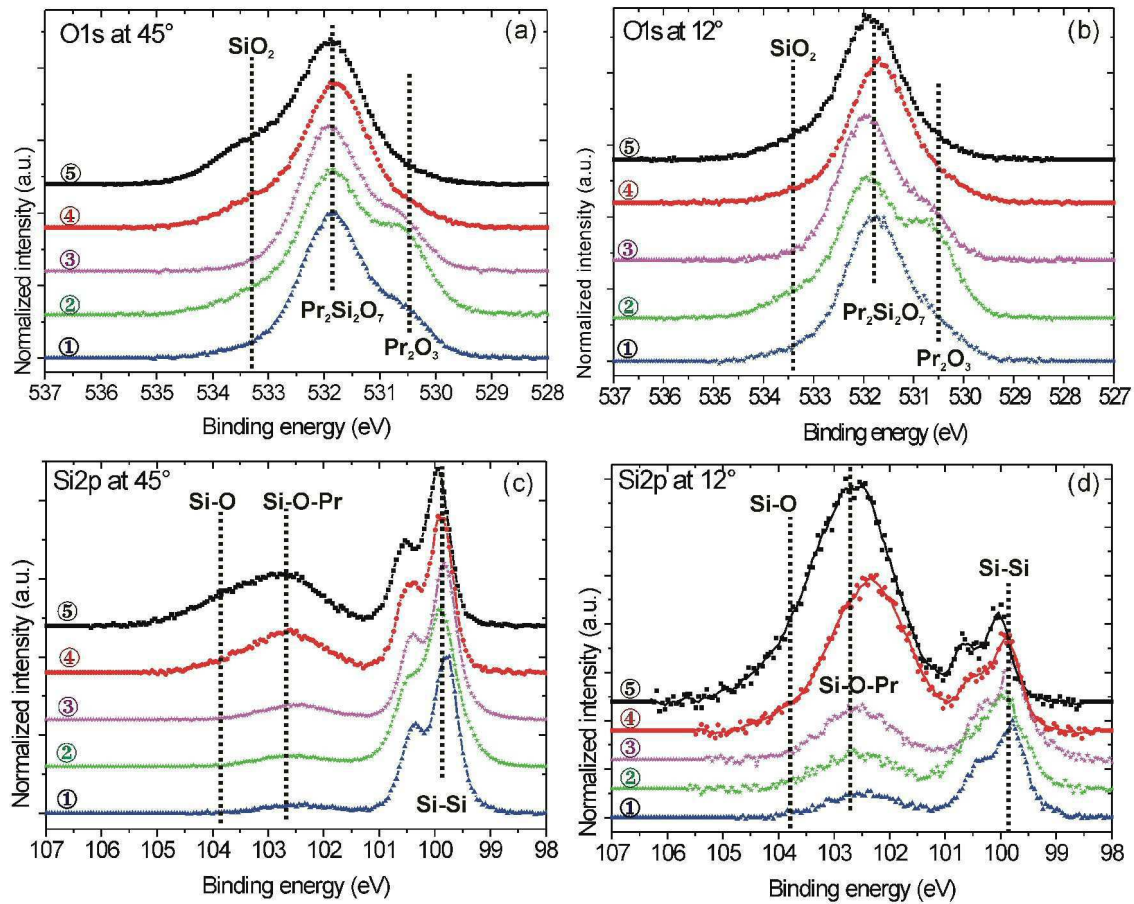 O1s at 45°
(a)
SiO2
Normalized intensity (a.u.)
⑤
④
③
②
①
Pr2Si2O7
Pr2O3
537 536 535 534 533 532 531 530 529 528
Binding energy (eV)
O1s at 12°
(b)
SiO2
Normalized intensity (a.u.)
⑤
④
③
②
①
Pr2Si2O7
Pr2O3
537 536 535 534 533 532 531 530 529 528 527
Binding energy (eV)
Si2p at 45°
(c)
Si-O
Si-O-Pr
Normalized intensity (a.u.)
⑤
④
③
②
①
Si-Si
107 106 105 104 103 102 101 100 99 98
Binding energy (eV)
Si2p at 12°
(d)
Si-O
Si-Si
Normalized intensity (a.u.)
⑤
④
Si-O-Pr
③
②
①
107 106 105 104 103 102 101 100 99 98
Binding energy (eV)